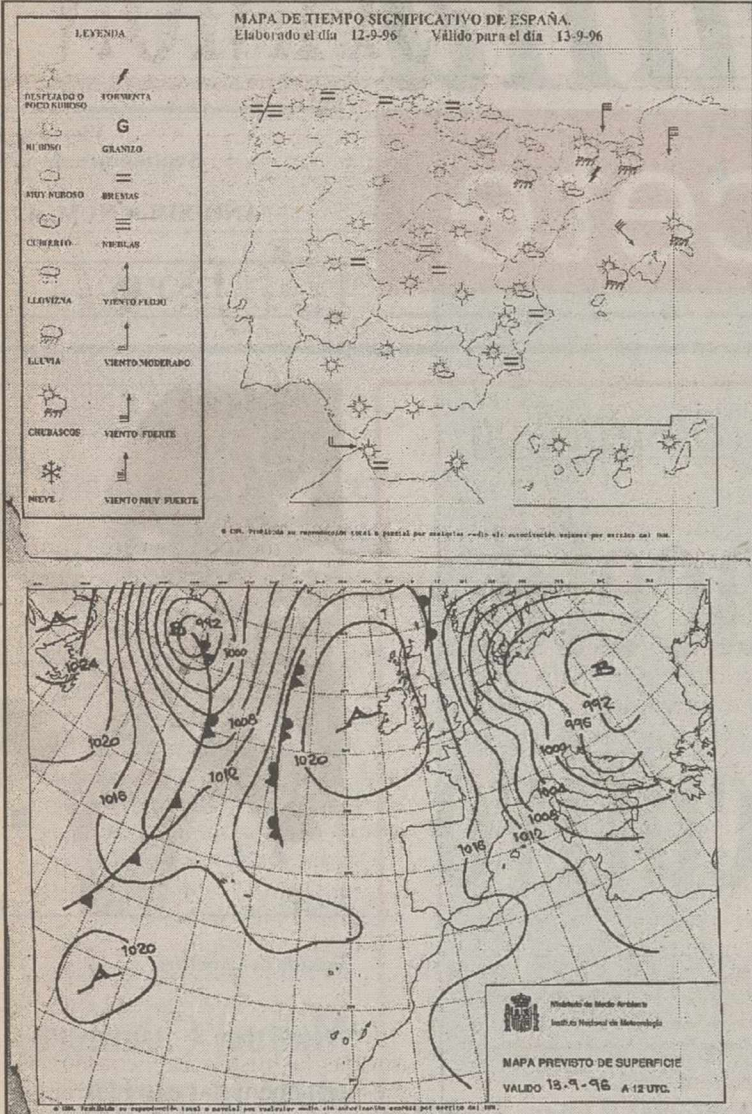 MAPA DE TIEMPO SIGNIFICATIVO DE ESPAÑA.
Elaborado el día 12-9-96 Válido para el día 13-9-96
LEYENDA
DESPEJADO O
POCO NUBOSO
TORMENTA
NUBOSO
G
GRANIZO
MUY NUBOSO
BRUMAS
CUBIERTO
NIEBLAS
LLOVIZNA
VIENTO FLOJO
LLUVIA
VIENTO MODERADO
CHUBASCOS
VIENTO FUERTE
NIEVE
VIENTO MUY FUERTE
A
1024
B
992
1000
1008
1012
1020
1016
A
1020
B
992
996
1000
1004
1008
1012
1016
1020
A
Ministerio de Medio Ambiente
Instituto Nacional de Meteorología
MAPA PREVISTO DE SUPERFICIE
VALIDO 13-9-96 A 12 UTC.